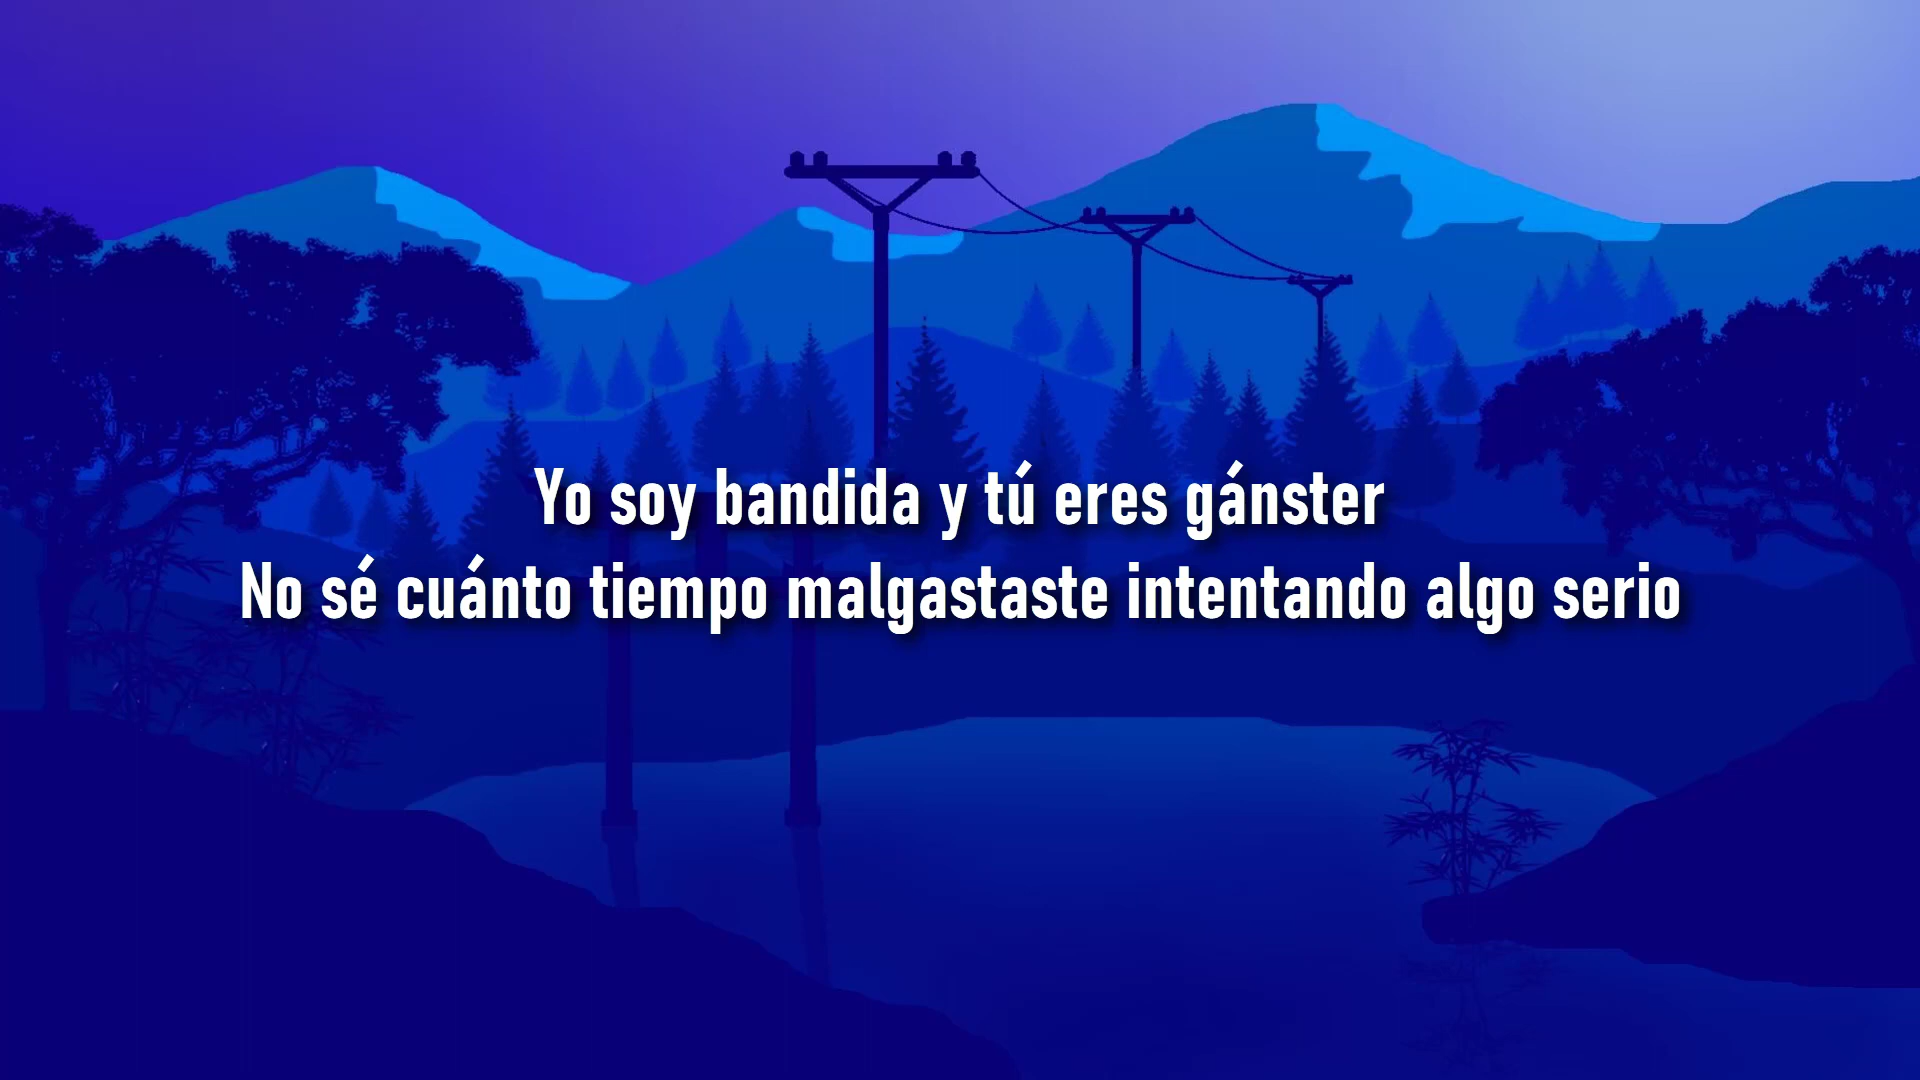 Yo soy bandida y tú eres gánster
No sé cuánto tiempo malgastaste intentando algo serio